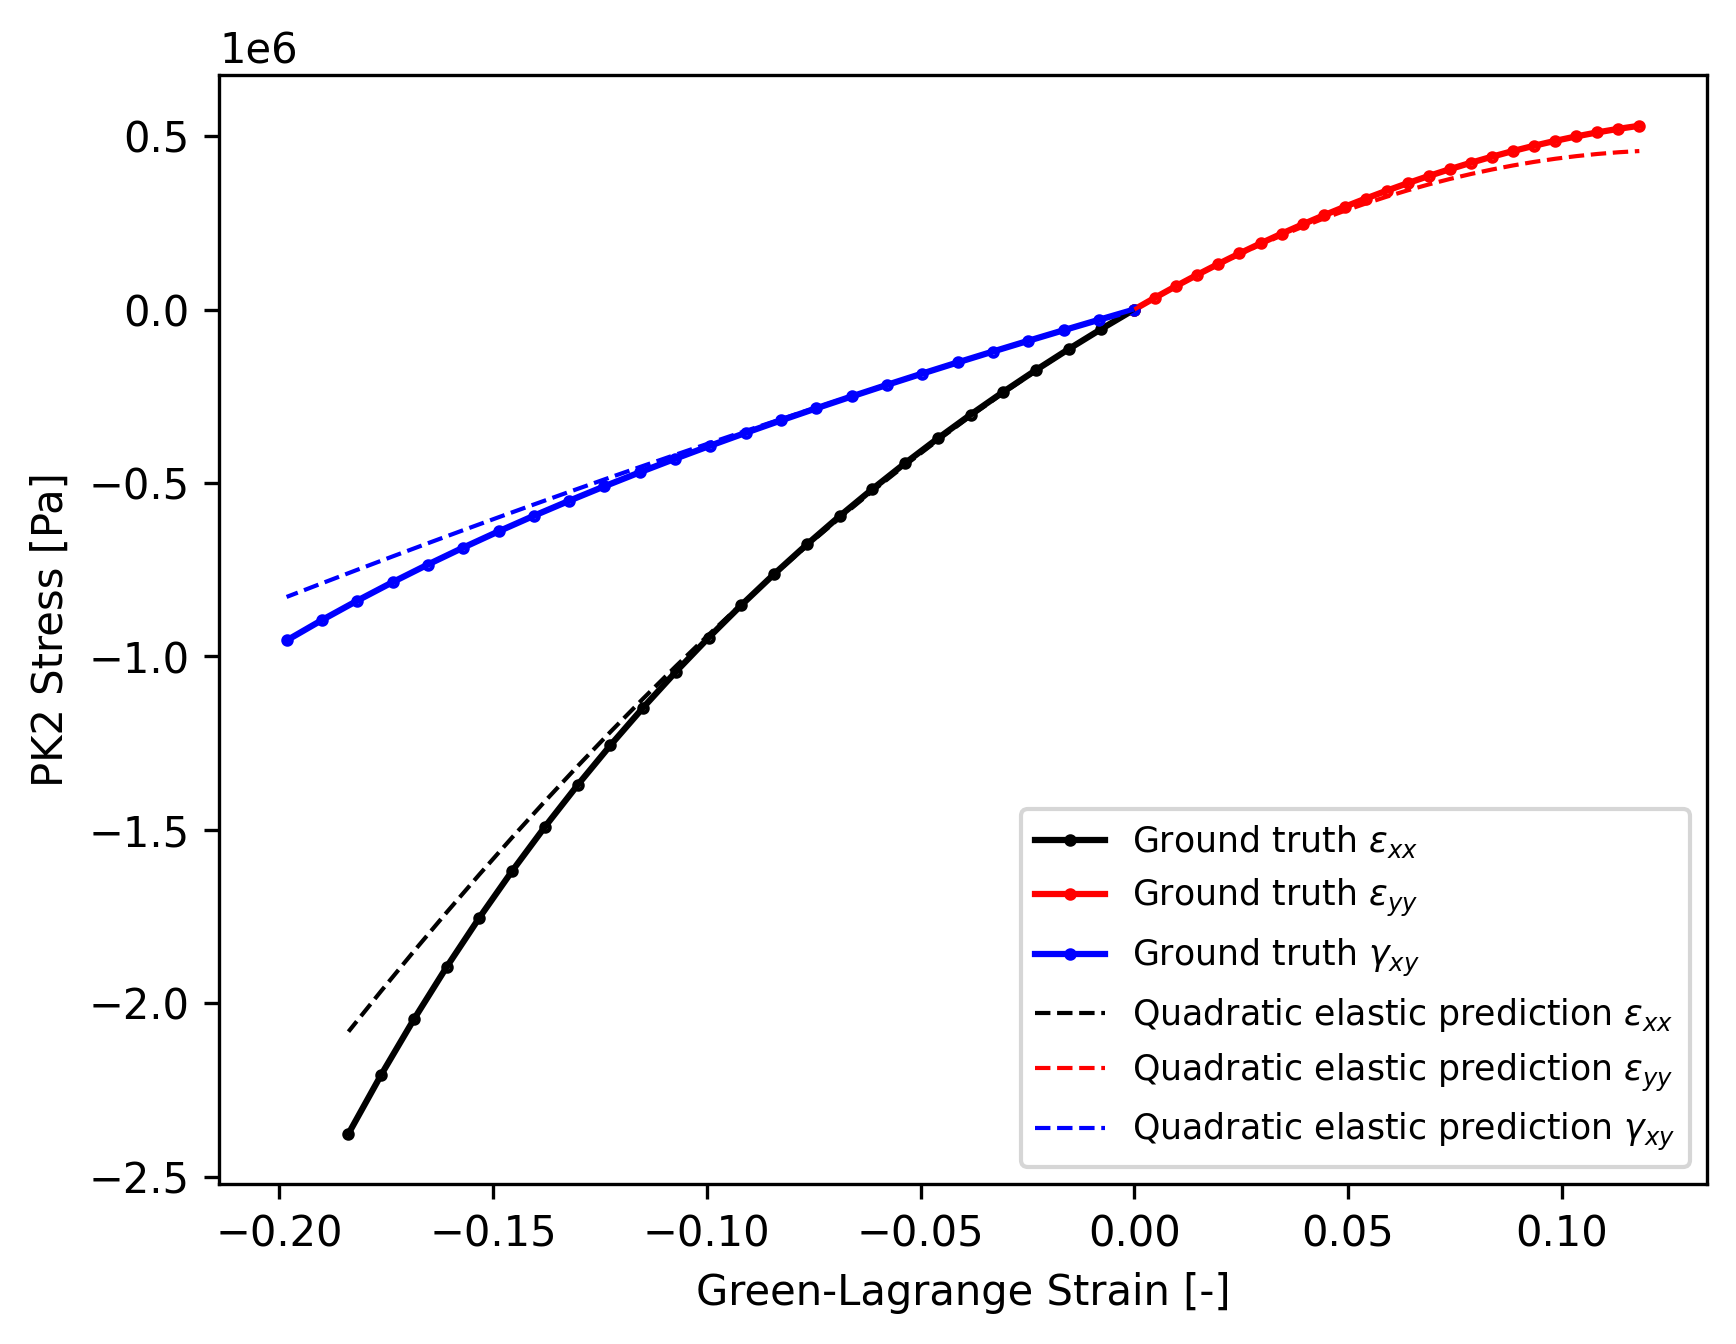 1e6
0.5
0.0
−0.5
−1.0
−1.5
−2.0
−2.5
PK2 Stress [Pa]
Ground truth εxx
Ground truth εyy
Ground truth γxy
Quadratic elastic prediction εxx
Quadratic elastic prediction εyy
Quadratic elastic prediction γxy
−0.20 −0.15 −0.10 −0.05 0.00 0.05 0.10
Green-Lagrange Strain [-]